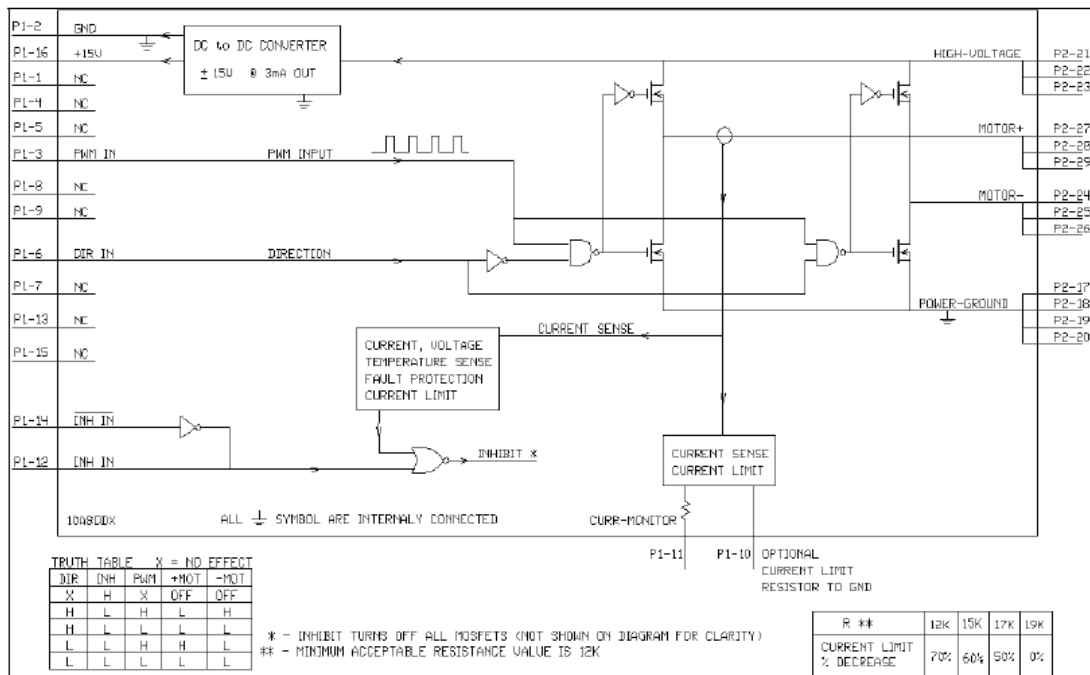 P1-2 GND
P1-16 +15V
P1-1 NC
P1-4 NC
P1-5 NC
P1-3 PWM IN PWM INPUT
P1-8 NC
P1-9 NC
P1-6 DIR IN DIRECTION
P1-7 NC
P1-13 NC
P1-15 NC
P1-14 INH IN
P1-12 INH IN
DC to DC CONVERTER
± 15V @ 3mA OUT
HIGH-VOLTAGE P2-21
P2-22
P2-23
MOTOR+ P2-27
P2-28
P2-29
MOTOR- P2-24
P2-25
P2-26
P2-17
POWER-GROUND P2-18
P2-19
P2-20
CURRENT SENSE
CURRENT, VOLTAGE
TEMPERATURE SENSE
FAULT PROTECTION
CURRENT LIMIT
INHIBIT *
CURRENT SENSE
CURRENT LIMIT
10A8DDX ALL SYMBOL ARE INTERNALY CONNECTED
CURR-MONITOR
P1-11 P1-10 OPTIONAL
CURRENT LIMIT
RESISTOR TO GND
TRUTH TABLE X = NO EFFECT
DIR INH PWM +MOT -MOT
X H X OFF OFF
H L H L H
H L L L L
L L H H L
L L L L L
* - INHIBIT TURNS OFF ALL MOSFETS (NOT SHOWN ON DIAGRAM FOR CLARITY)
** - MINIMUM ACCEPTABLE RESISTANCE VALUE IS 12K
R ** 12K 15K 17K 19K
CURRENT LIMIT
% DECREASE 70% 60% 50% 0%